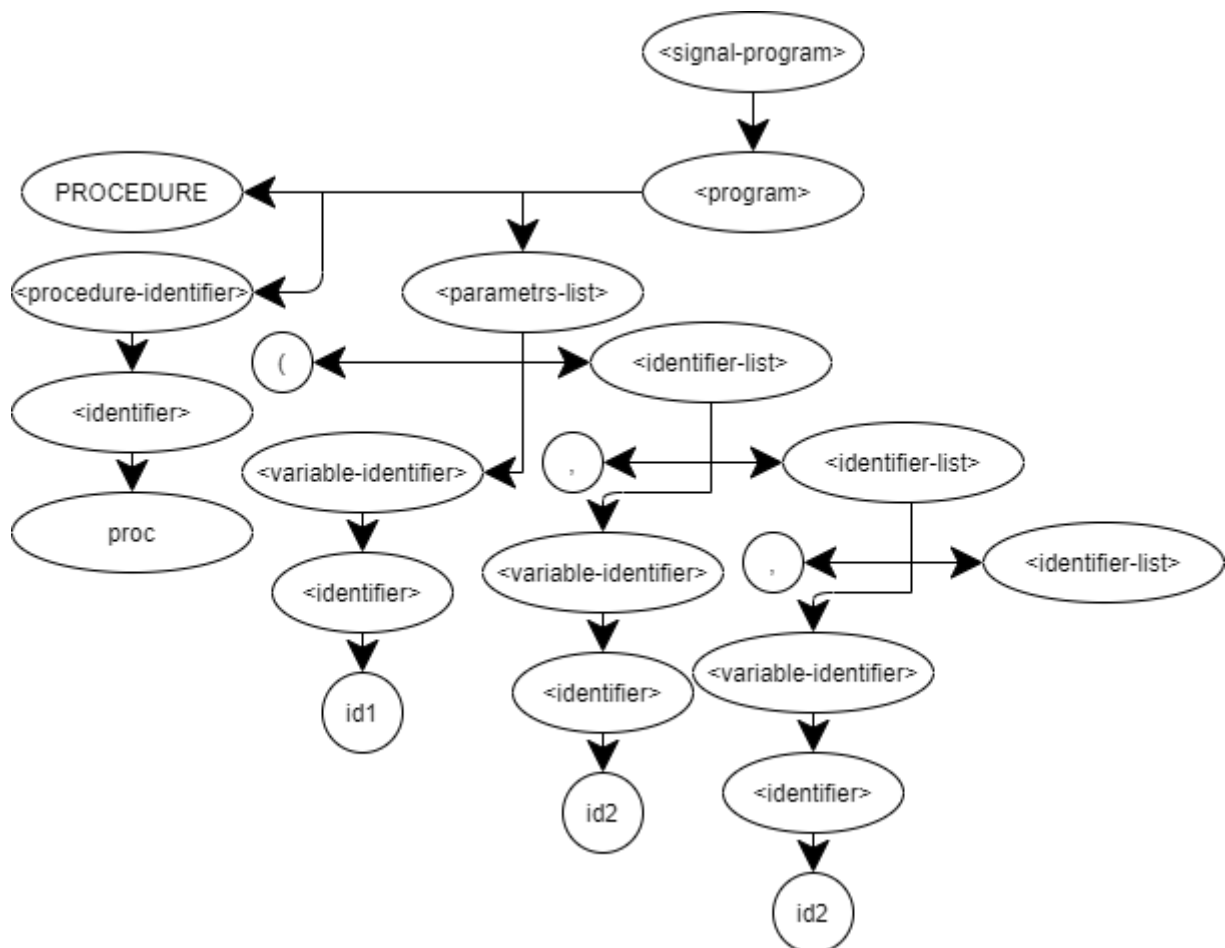 <signal-program>
PROCEDURE
<program>
<procedure-identifier>
<parametrs-list>
(
<identifier-list>
<identifier>
<variable-identifier>
,
<identifier-list>
proc
<identifier>
<variable-identifier>
,
<identifier-list>
id1
<identifier>
<variable-identifier>
id2
<identifier>
id2